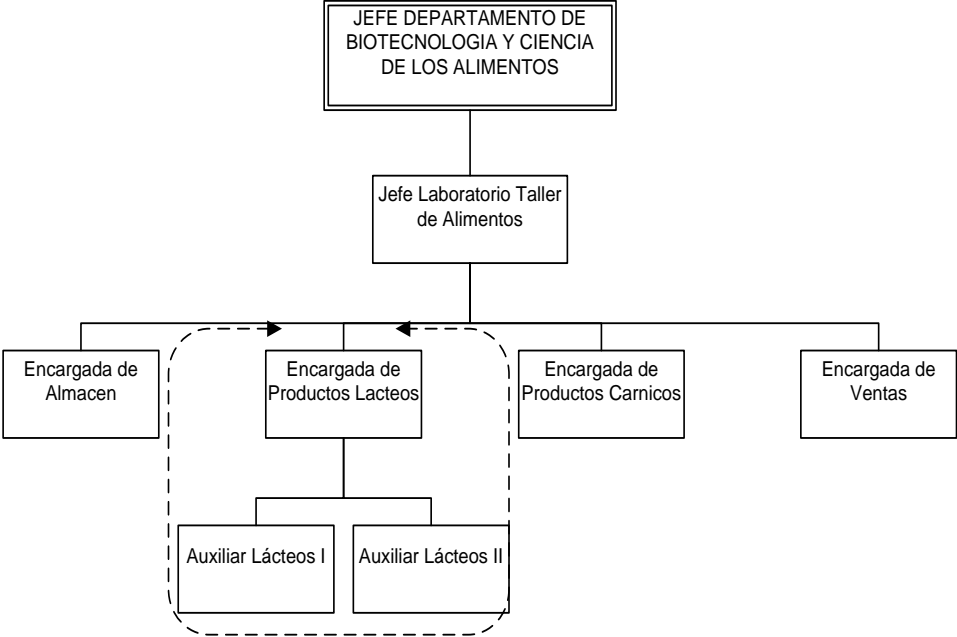 JEFE DEPARTAMENTO DE
BIOTECNOLOGIA Y CIENCIA
DE LOS ALIMENTOS
Jefe Laboratorio Taller
de Alimentos
Encargada de
Almacen
Encargada de
Productos Lacteos
Encargada de
Productos Carnicos
Encargada de
Ventas
Auxiliar Lácteos I
Auxiliar Lácteos II